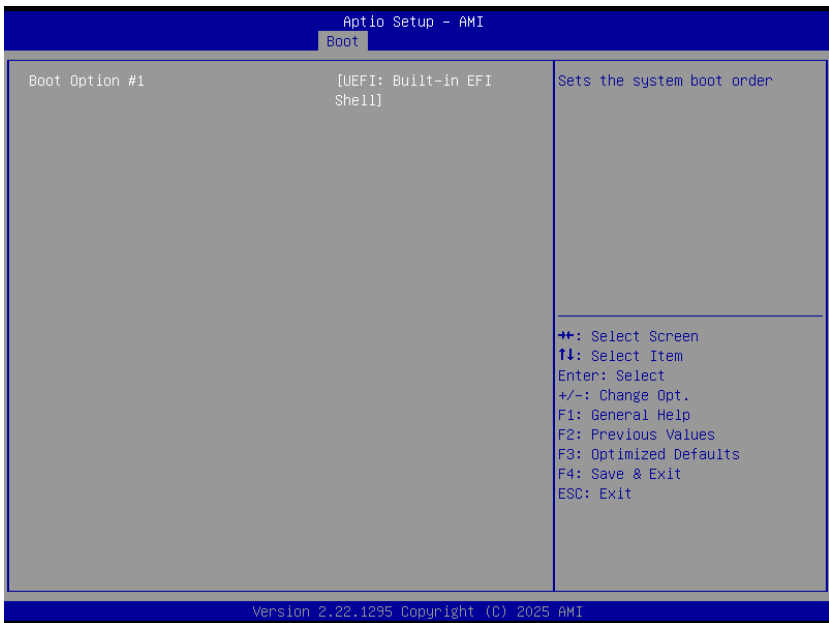 Aptio Setup – AMI
Boot
Boot Option #1
[UEFI: Built-in EFI
Shell]
Sets the system boot order
→←: Select Screen
↑↓: Select Item
Enter: Select
+/-: Change Opt.
F1: General Help
F2: Previous Values
F3: Optimized Defaults
F4: Save & Exit
ESC: Exit
Version 2.22.1295 Copyright (C) 2025 AMI